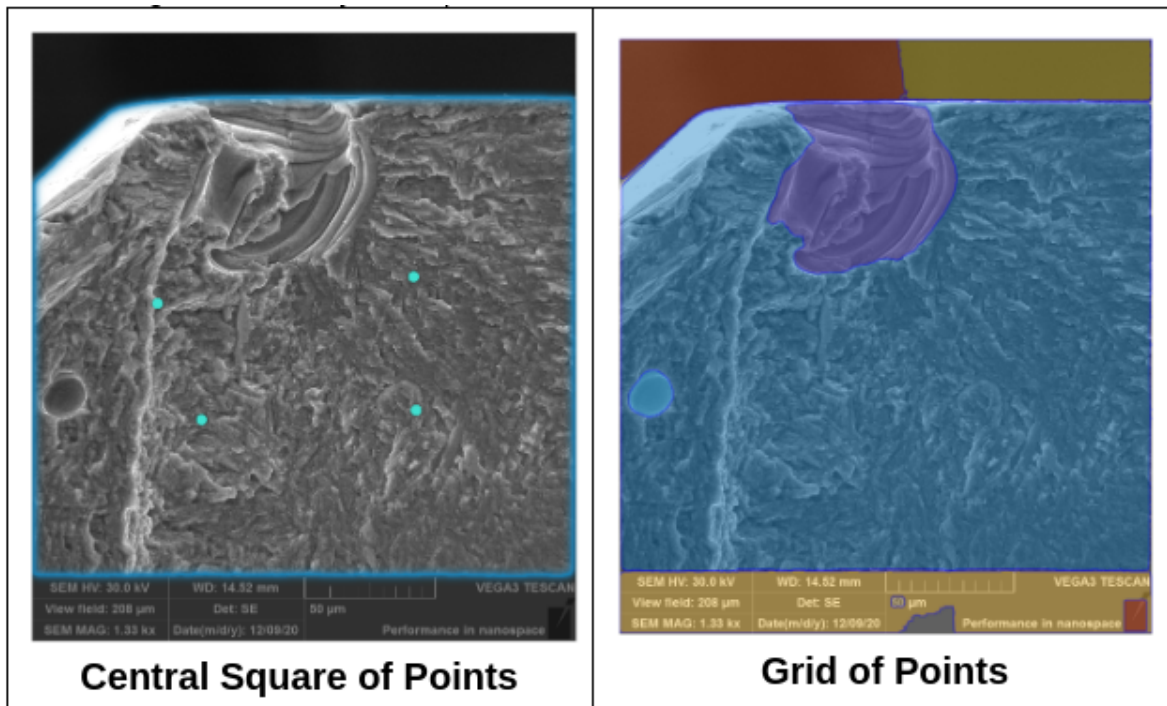 SEM HV: 30.0 kV WD: 14.52 mm VEGA3 TESCAN
View field: 208 µm Det: SE 50 µm
SEM MAG: 1.33 kx Date(m/d/y): 12/09/20 Performance in nanospace
Central Square of Points
SEM HV: 30.0 kV WD: 14.52 mm VEGA3 TESCAN
View field: 208 µm Det: SE 50 µm
SEM MAG: 1.33 kx Date(m/d/y): 12/09/20 Performance in nanospace
Grid of Points